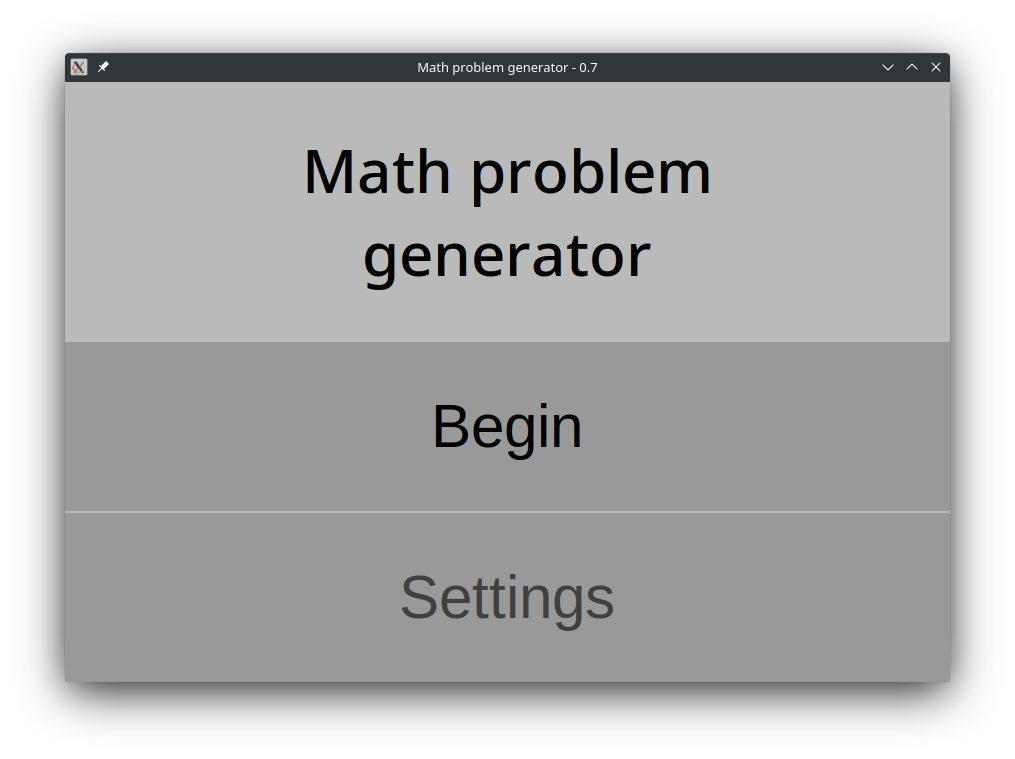 Math problem generator - 0.7
Math problem
generator
Begin
Settings